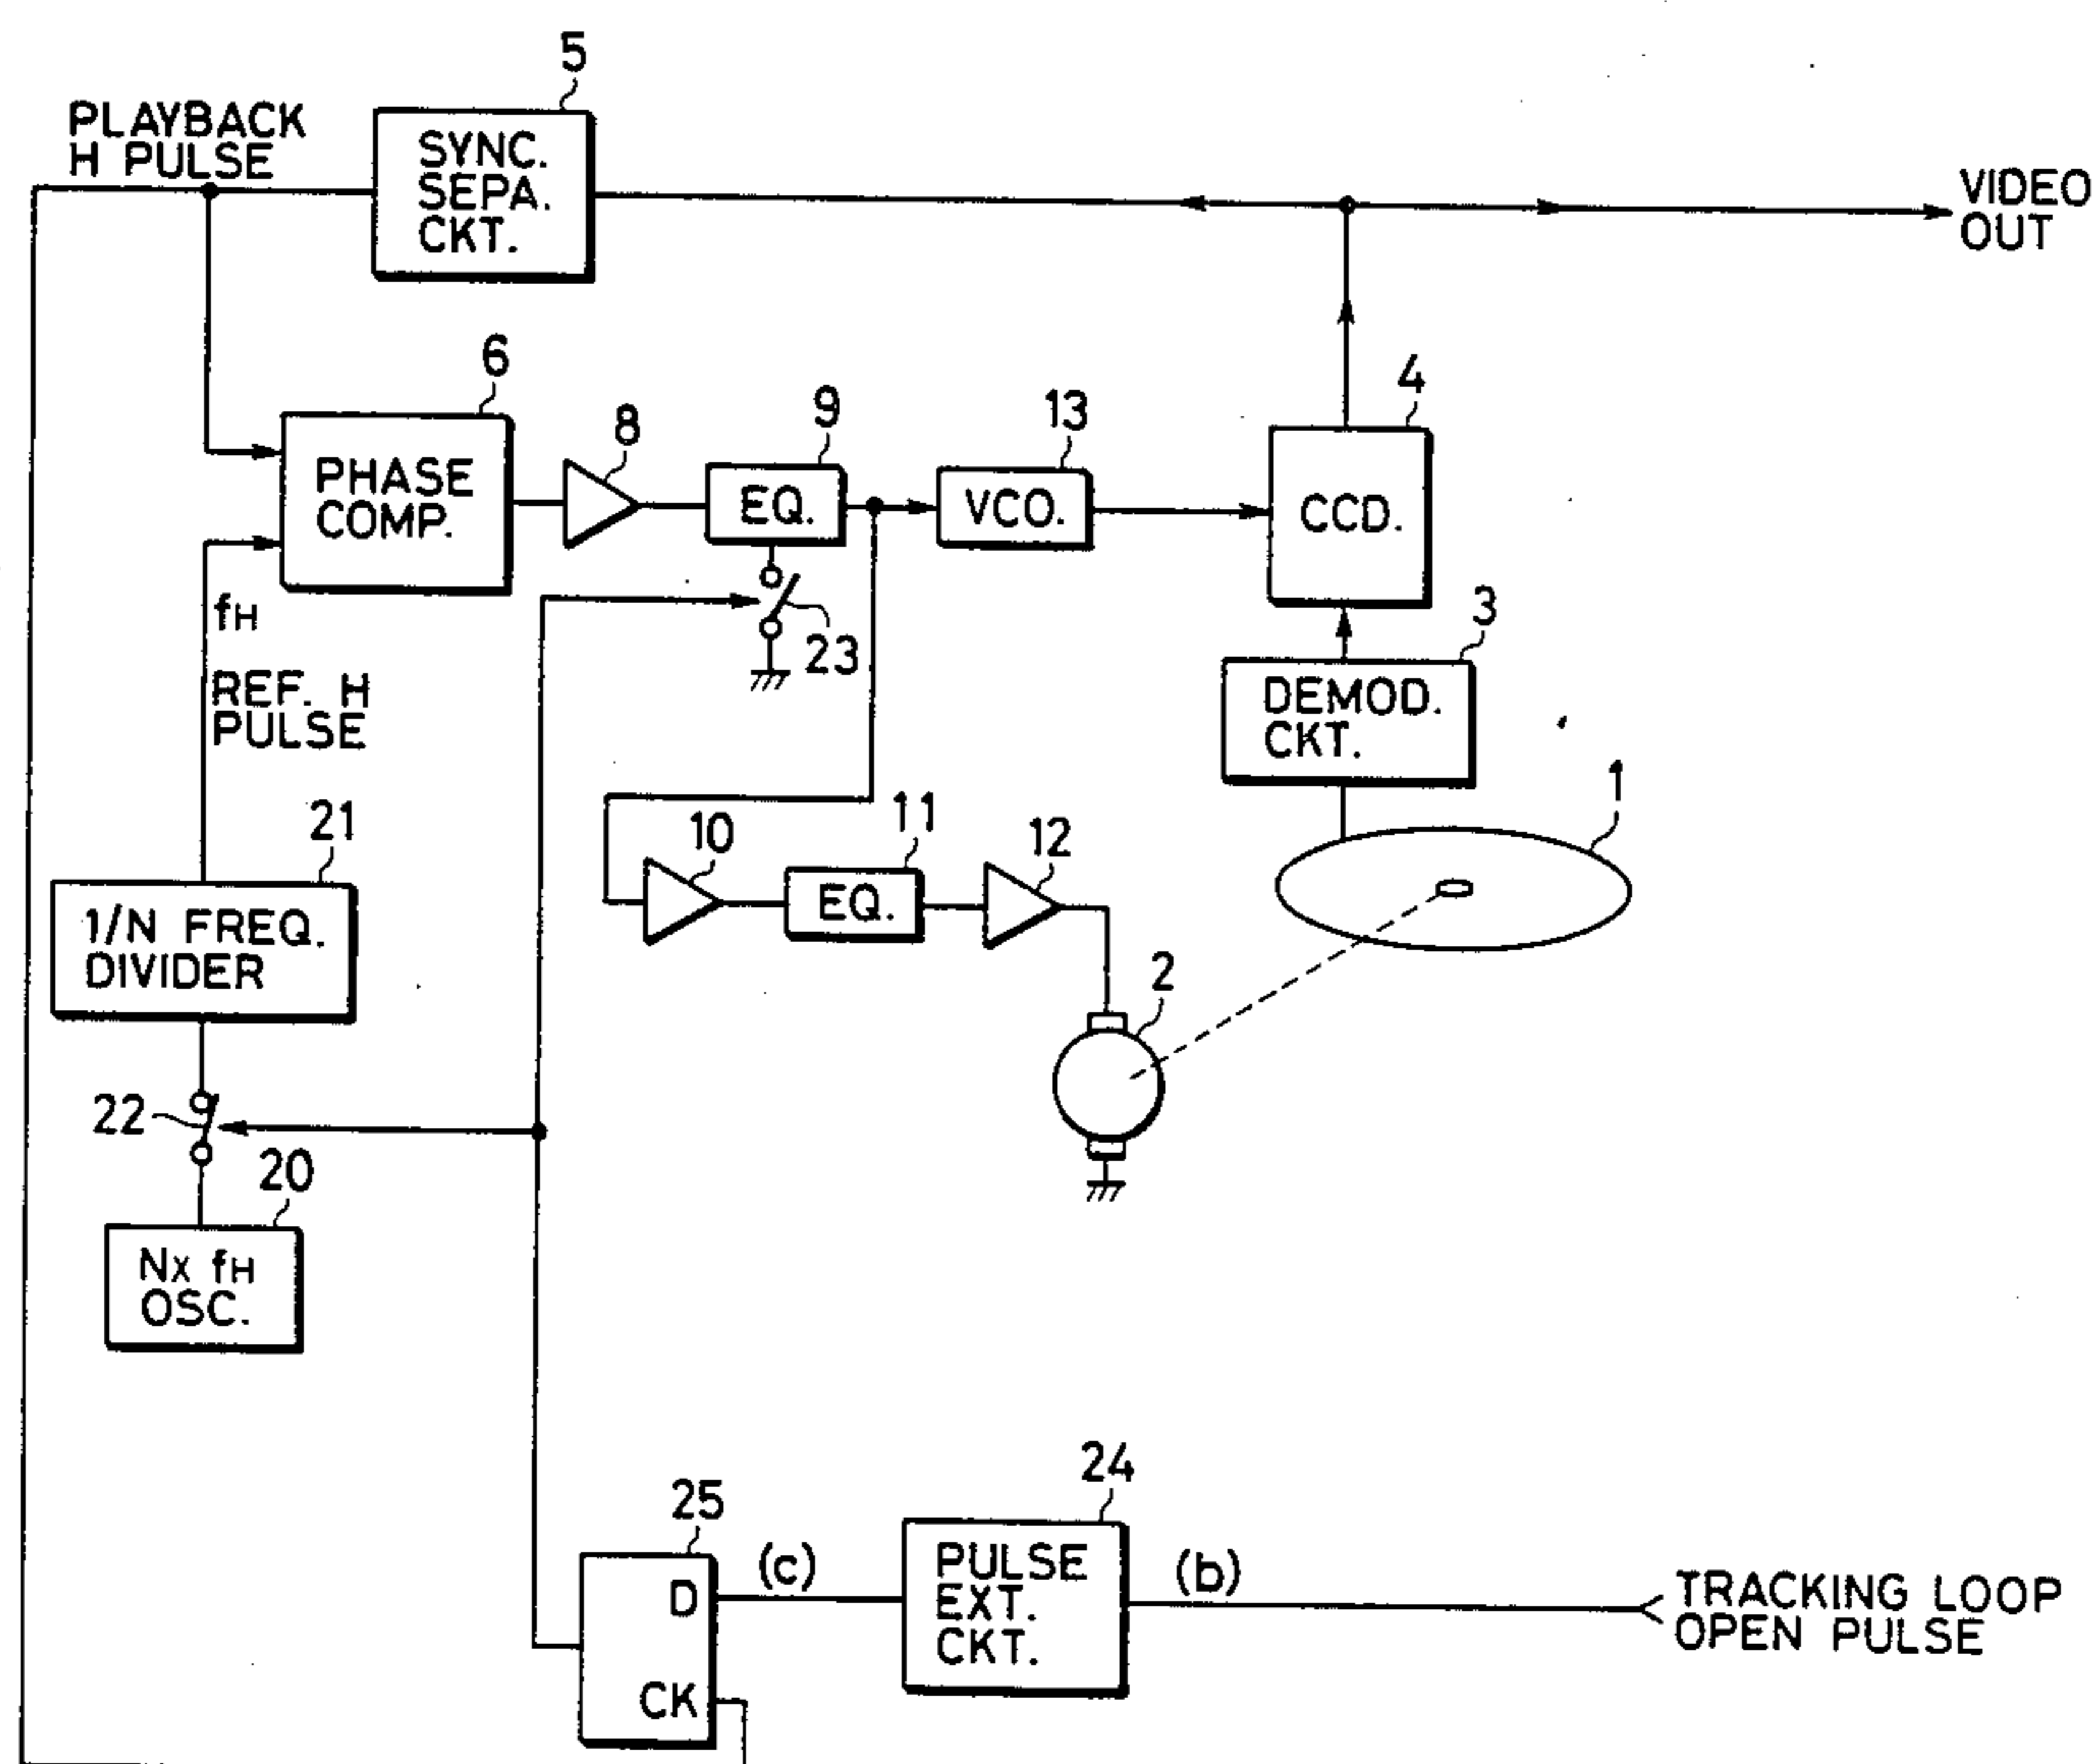 5
PLAYBACK
H PULSE
SYNC.
SEPA.
CKT.
VIDEO
OUT
6
8
9
13
4
PHASE
COMP.
EQ.
VCO.
CCD.
fH
23
3
REF. H
PULSE
DEMOD.
CKT.
1
21
10
11
12
1/N FREQ.
DIVIDER
EQ.
2
22
20
Nx fH
OSC.
25
24
D
(c)
PULSE
EXT.
CKT.
(b)
TRACKING LOOP
OPEN PULSE
CK